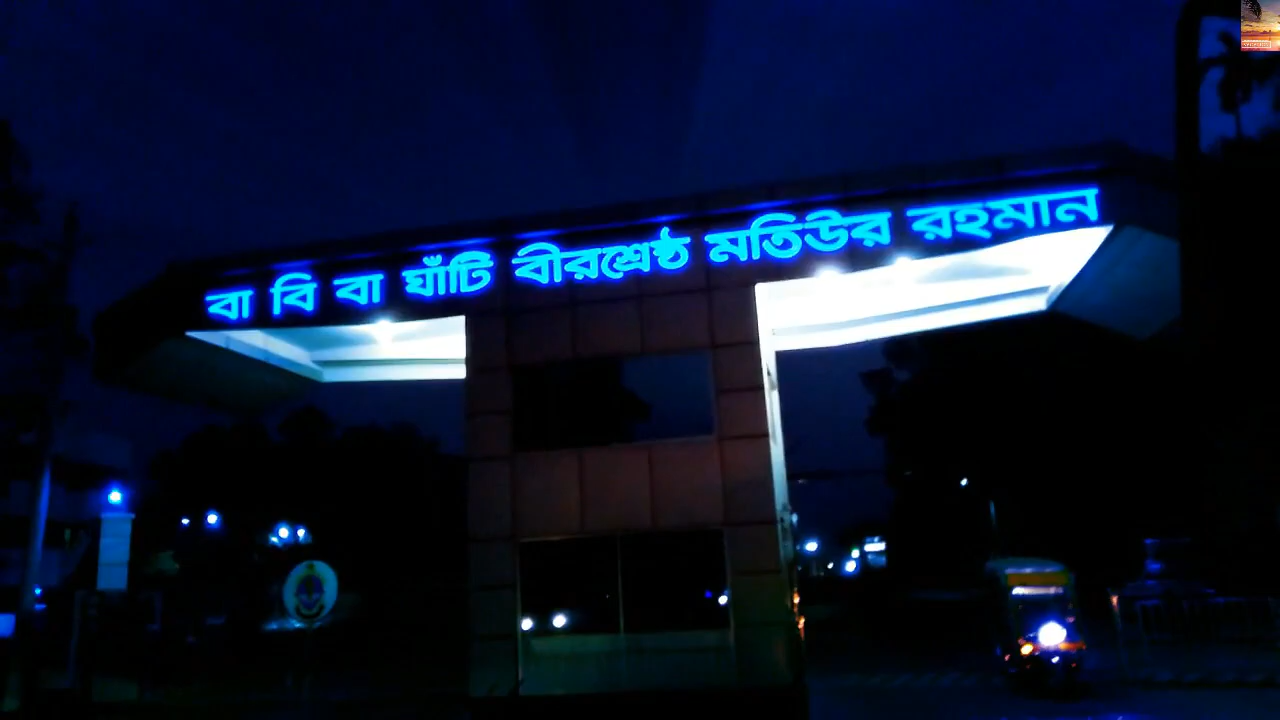 বা বি বা ঘাঁটি বীরশ্রেষ্ঠ মতিউর রহমান